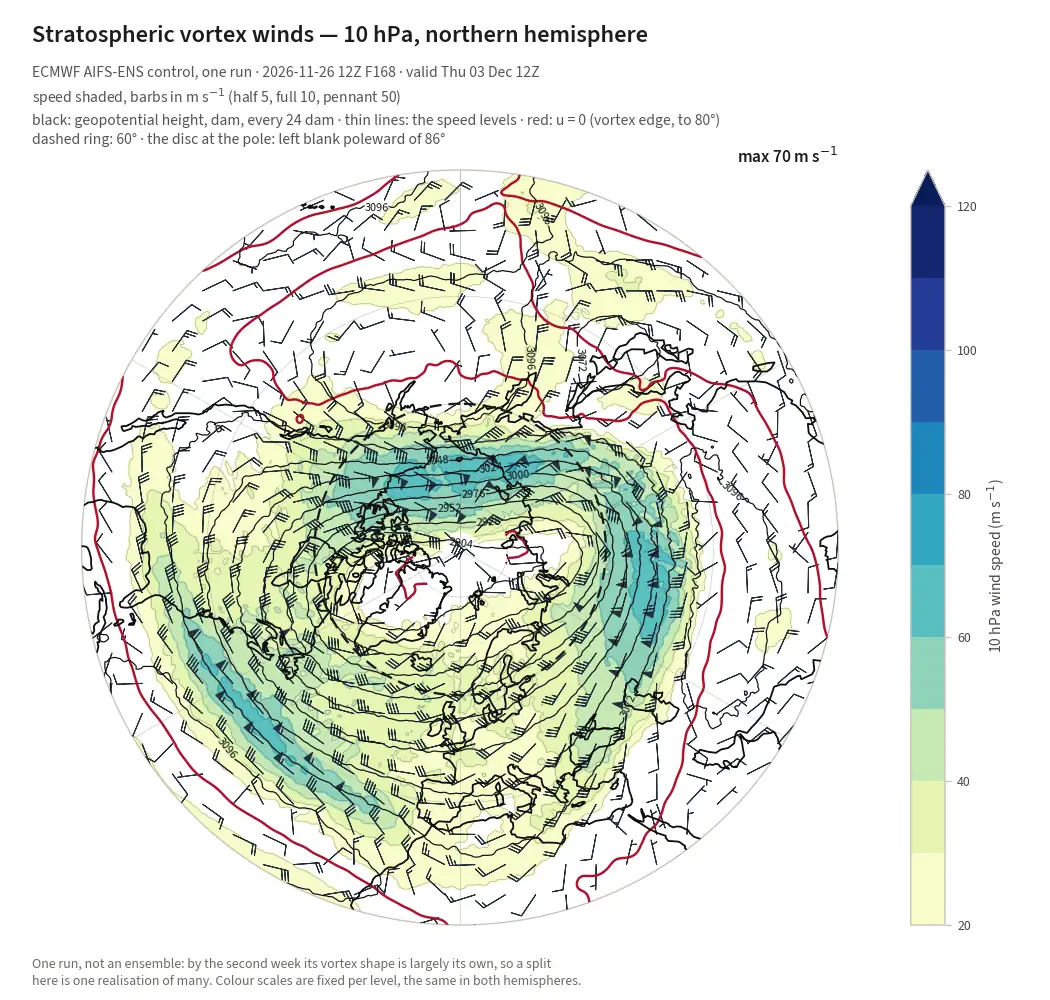 Stratospheric vortex winds — 10 hPa, northern hemisphere
ECMWF AIFS-ENS control, one run · 2026-11-26 12Z F168 · valid Thu 03 Dec 12Z
speed shaded, barbs in m s⁻¹ (half 5, full 10, pennant 50)
black: geopotential height, dam, every 24 dam · thin lines: the speed levels · red: u = 0 (vortex edge, to 80°)
dashed ring: 60° · the disc at the pole: left blank poleward of 86°
max 70 m s⁻¹
3096
3096
3072
3096
3048
3000
2976
3096
2952
2904
3096
120
100
80
60
40
20
10 hPa wind speed (m s⁻¹)
One run, not an ensemble: by the second week its vortex shape is largely its own, so a split
here is one realisation of many. Colour scales are fixed per level, the same in both hemispheres.